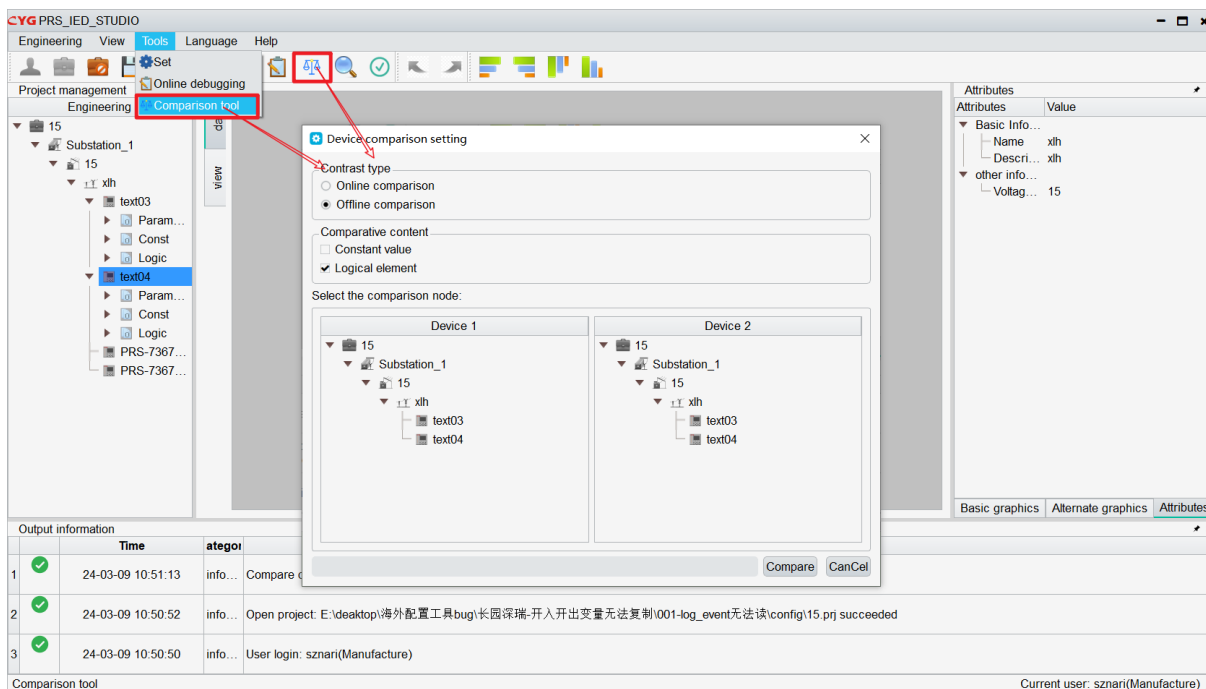 CYG PRS_IED_STUDIO
Engineering View Tools Language Help
Set
Online debugging
Comparison tool
Project management
Engineering
15
Substation_1
15
xlh
text03
Param...
Const
Logic
text04
Param...
Const
Logic
PRS-7367...
PRS-7367...
da
view
Device comparison setting
Contrast type
Online comparison
Offline comparison
Comparative content
Constant value
Logical element
Select the comparison node:
Device 1
15
Substation_1
15
xlh
text03
text04
Device 2
15
Substation_1
15
xlh
text03
text04
Compare CanCel
Attributes
Attributes Value
Basic Info...
Name xlh
Descri... xlh
other info...
Voltag... 15
Basic graphics Alternate graphics Attributes
Output information
Time ategor
1 24-03-09 10:51:13 info... Compare
2 24-03-09 10:50:52 info... Open project: E:\deaktop\海外配置工具bug\长园深瑞-开入开出变量无法复制\001-log_event无法读\config\15.prj succeeded
3 24-03-09 10:50:50 info... User login: sznari(Manufacture)
Comparison tool Current user: sznari(Manufacture)